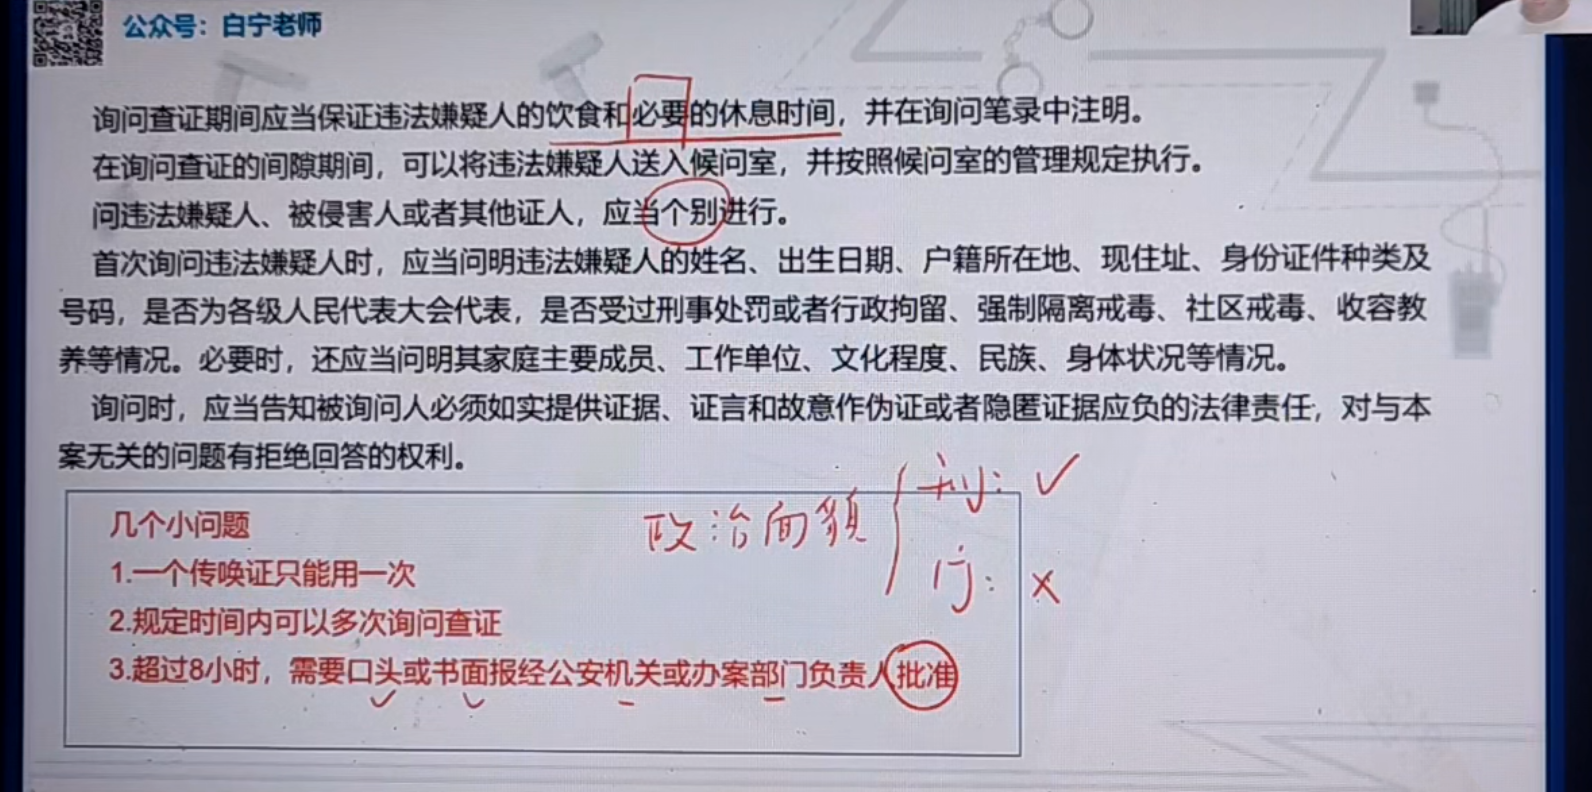 公众号：白宁老师
询问查证期间应当保证违法嫌疑人的饮食和必要的休息时间，并在询问笔录中注明。
在询问查证的间隙期间，可以将违法嫌疑人送入候问室，并按照候问室的管理规定执行。
问违法嫌疑人、被侵害人或者其他证人，应当个别进行。
首次询问违法嫌疑人时，应当问明违法嫌疑人的姓名、出生日期、户籍所在地、现住址、身份证件种类及
号码，是否为各级人民代表大会代表，是否受过刑事处罚或者行政拘留、强制隔离戒毒、社区戒毒、收容教
养等情况。必要时，还应当问明其家庭主要成员、工作单位、文化程度、民族、身体状况等情况。
询问时，应当告知被询问人必须如实提供证据、证言和故意作伪证或者隐匿证据应负的法律责任，对与本
案无关的问题有拒绝回答的权利。
政治面貌
刑：✓
行：×
几个小问题
1.一个传唤证只能用一次
2.规定时间内可以多次询问查证
3.超过8小时，需要口头或书面报经公安机关或办案部门负责人批准